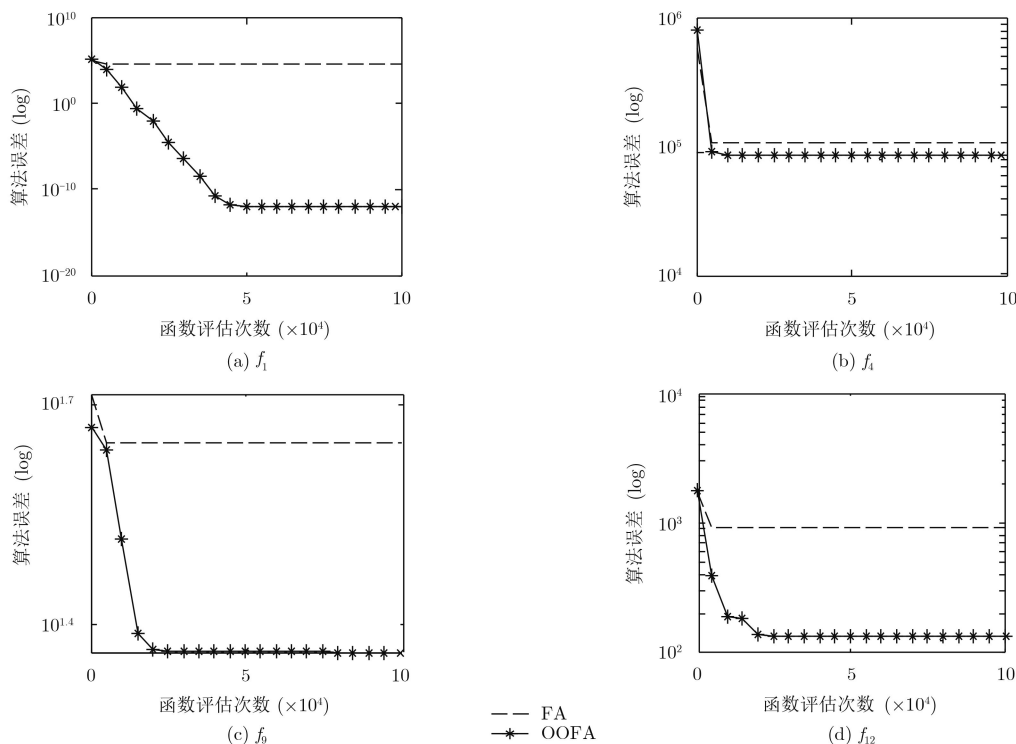 10^10
10^0
10^-10
10^-20
算法误差 (log)
0 5 10
函数评估次数 (×10^4)
(a) f_1
10^6
10^5
10^4
算法误差 (log)
0 5 10
函数评估次数 (×10^4)
(b) f_4
10^1.7
10^1.4
算法误差 (log)
0 5 10
函数评估次数 (×10^4)
(c) f_9
10^4
10^3
10^2
算法误差 (log)
0 5 10
函数评估次数 (×10^4)
(d) f_12
FA
OOFA